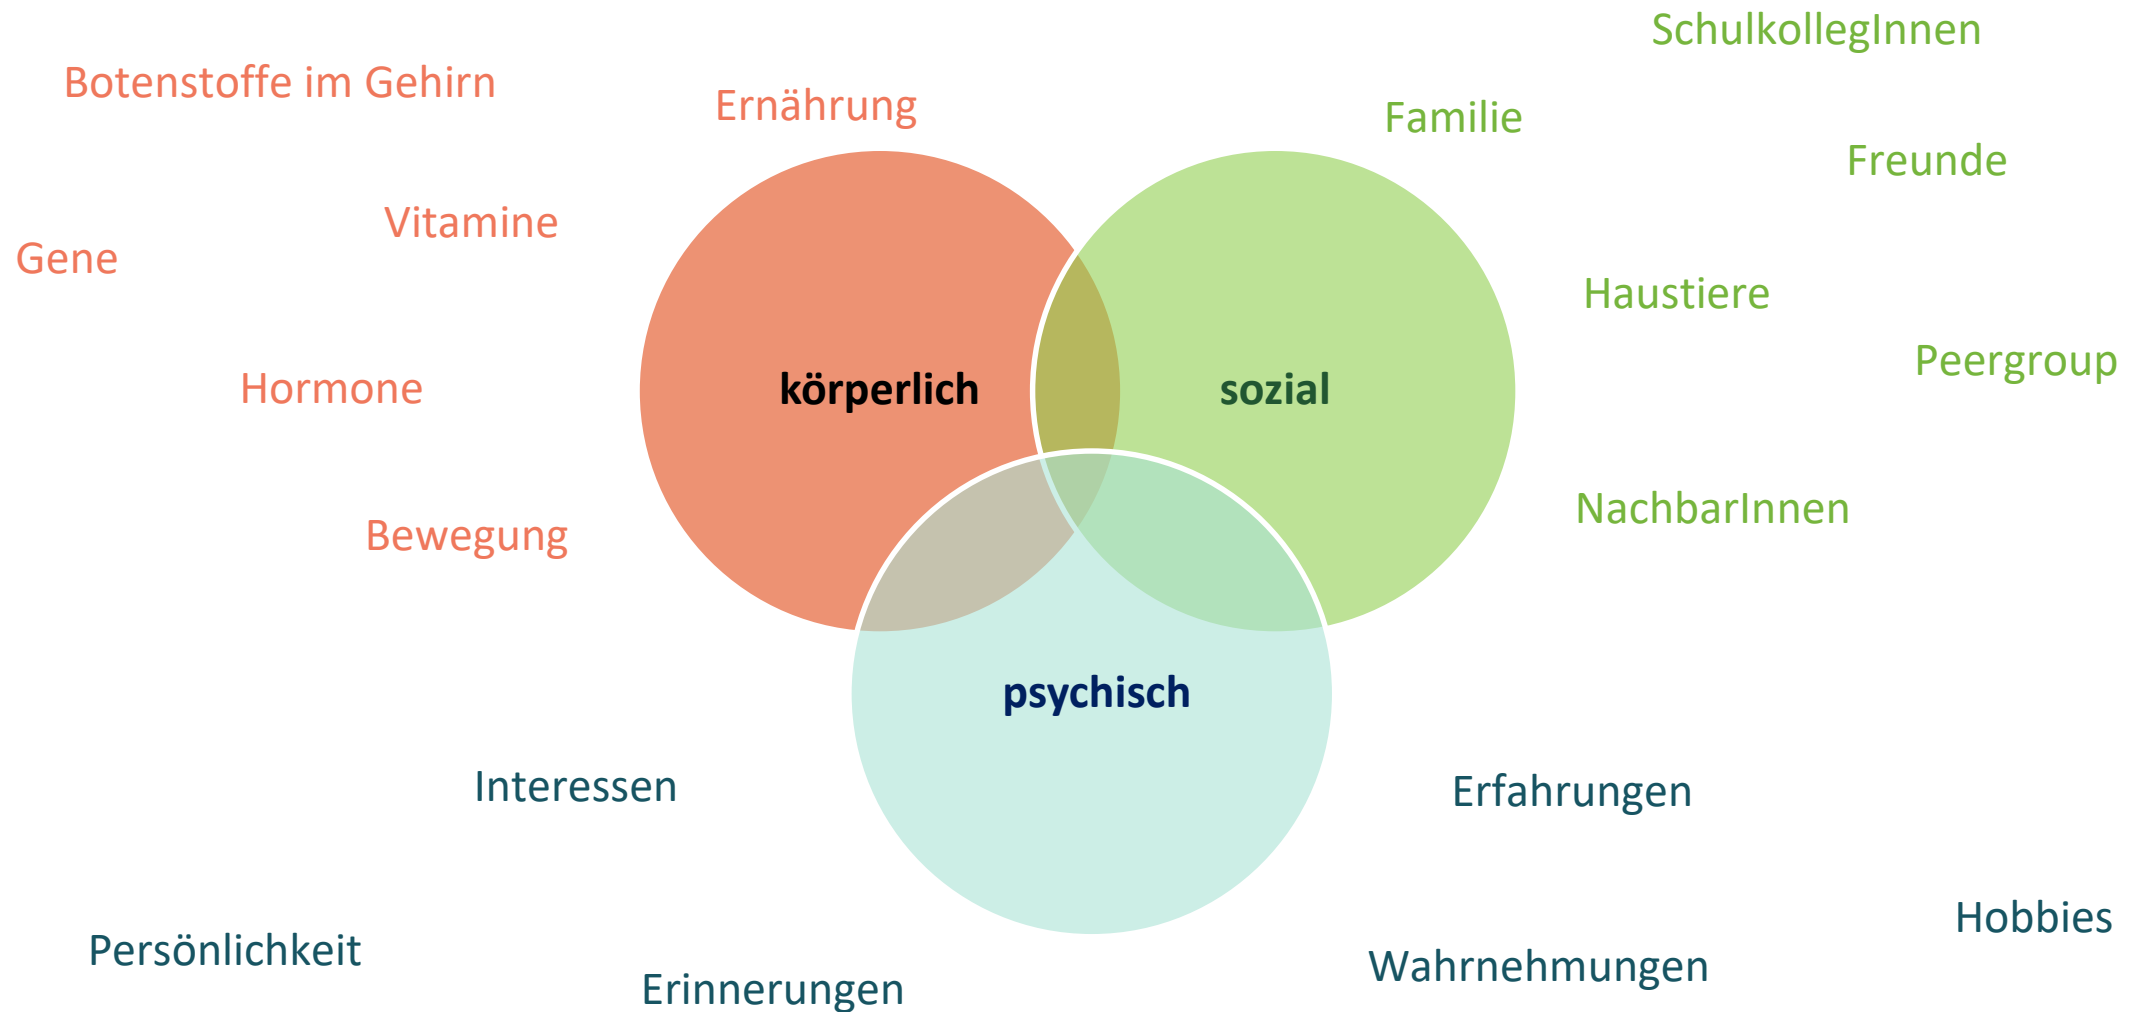 SchulkollegInnen
Botenstoffe im Gehirn
Ernährung
Familie
Freunde
Vitamine
Gene
Haustiere
Peergroup
Hormone
körperlich
sozial
NachbarInnen
Bewegung
psychisch
Interessen
Erfahrungen
Hobbies
Persönlichkeit
Wahrnehmungen
Erinnerungen